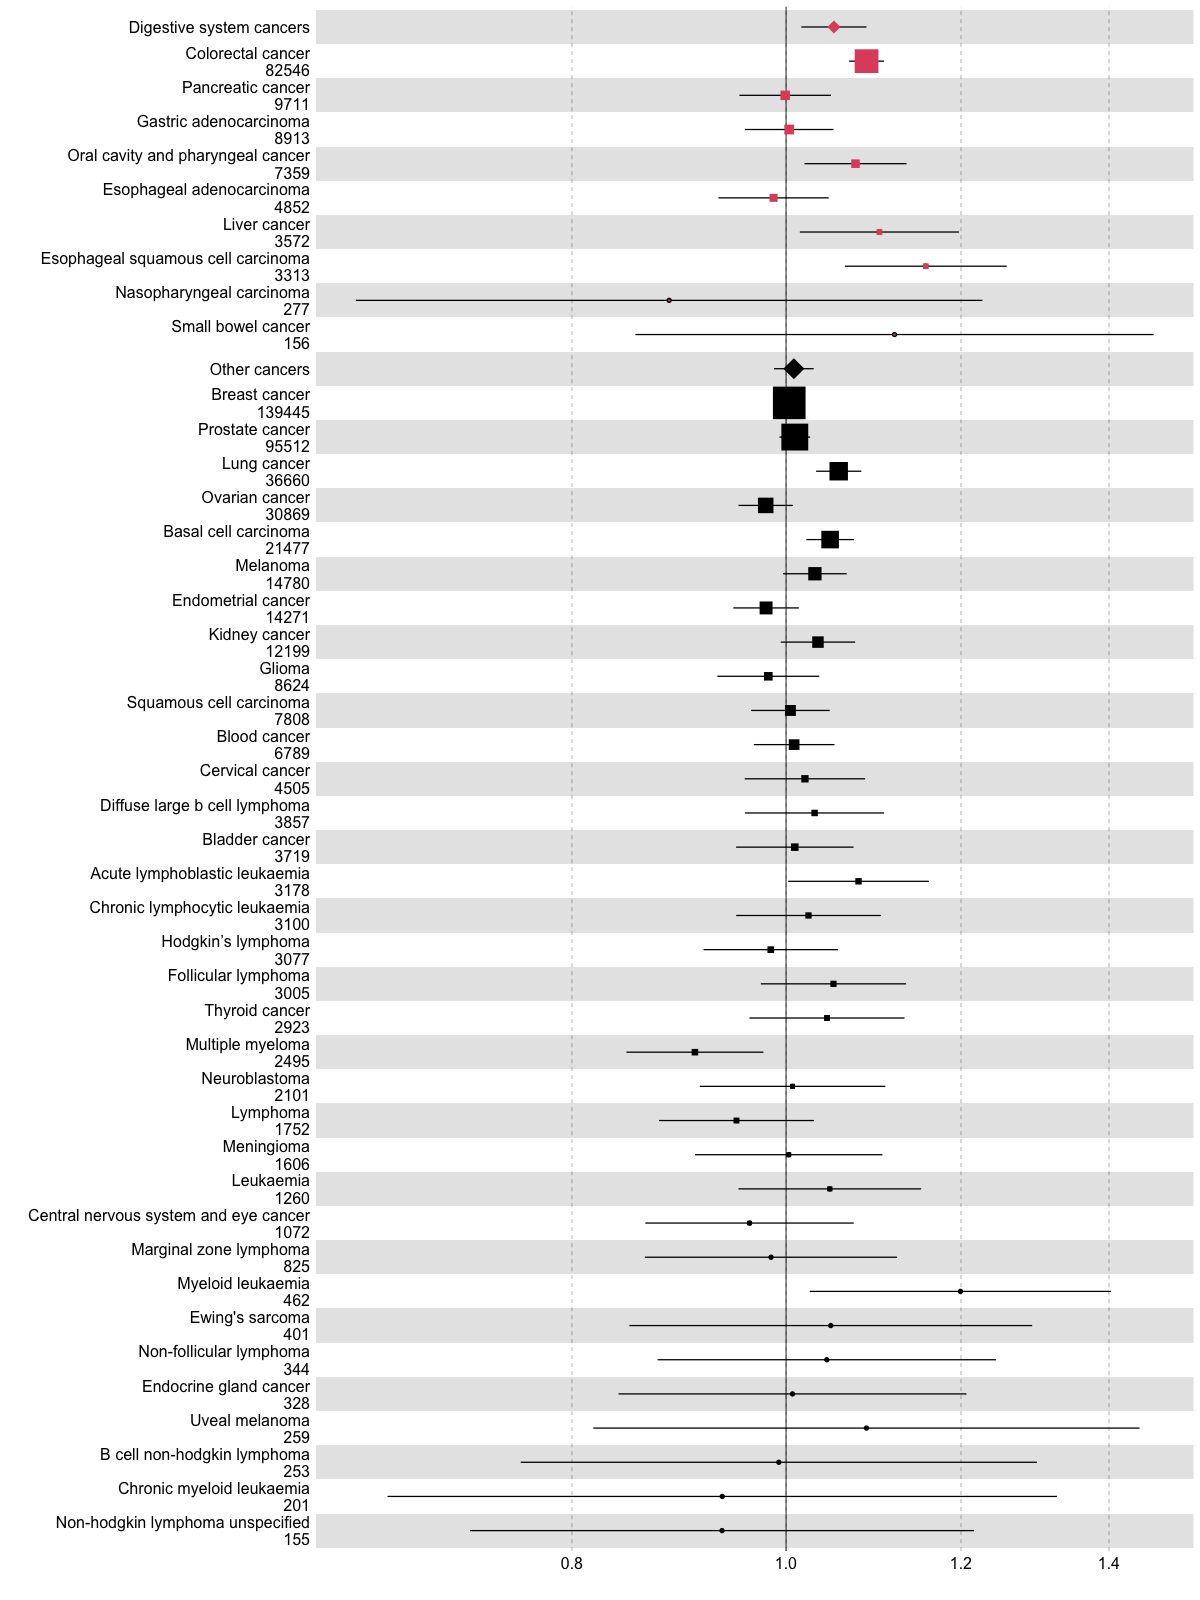 Digestive system cancers
Colorectal cancer
82546
Pancreatic cancer
9711
Gastric adenocarcinoma
8913
Oral cavity and pharyngeal cancer
7359
Esophageal adenocarcinoma
4852
Liver cancer
3572
Esophageal squamous cell carcinoma
3313
Nasopharyngeal carcinoma
277
Small bowel cancer
156
Other cancers
Breast cancer
139445
Prostate cancer
95512
Lung cancer
36660
Ovarian cancer
30869
Basal cell carcinoma
21477
Melanoma
14780
Endometrial cancer
14271
Kidney cancer
12199
Glioma
8624
Squamous cell carcinoma
7808
Blood cancer
6789
Cervical cancer
4505
Diffuse large b cell lymphoma
3857
Bladder cancer
3719
Acute lymphoblastic leukaemia
3178
Chronic lymphocytic leukaemia
3100
Hodgkin’s lymphoma
3077
Follicular lymphoma
3005
Thyroid cancer
2923
Multiple myeloma
2495
Neuroblastoma
2101
Lymphoma
1752
Meningioma
1606
Leukaemia
1260
Central nervous system and eye cancer
1072
Marginal zone lymphoma
825
Myeloid leukaemia
462
Ewing's sarcoma
401
Non-follicular lymphoma
344
Endocrine gland cancer
328
Uveal melanoma
259
B cell non-hodgkin lymphoma
253
Chronic myeloid leukaemia
201
Non-hodgkin lymphoma unspecified
155
0.8 1.0 1.2 1.4